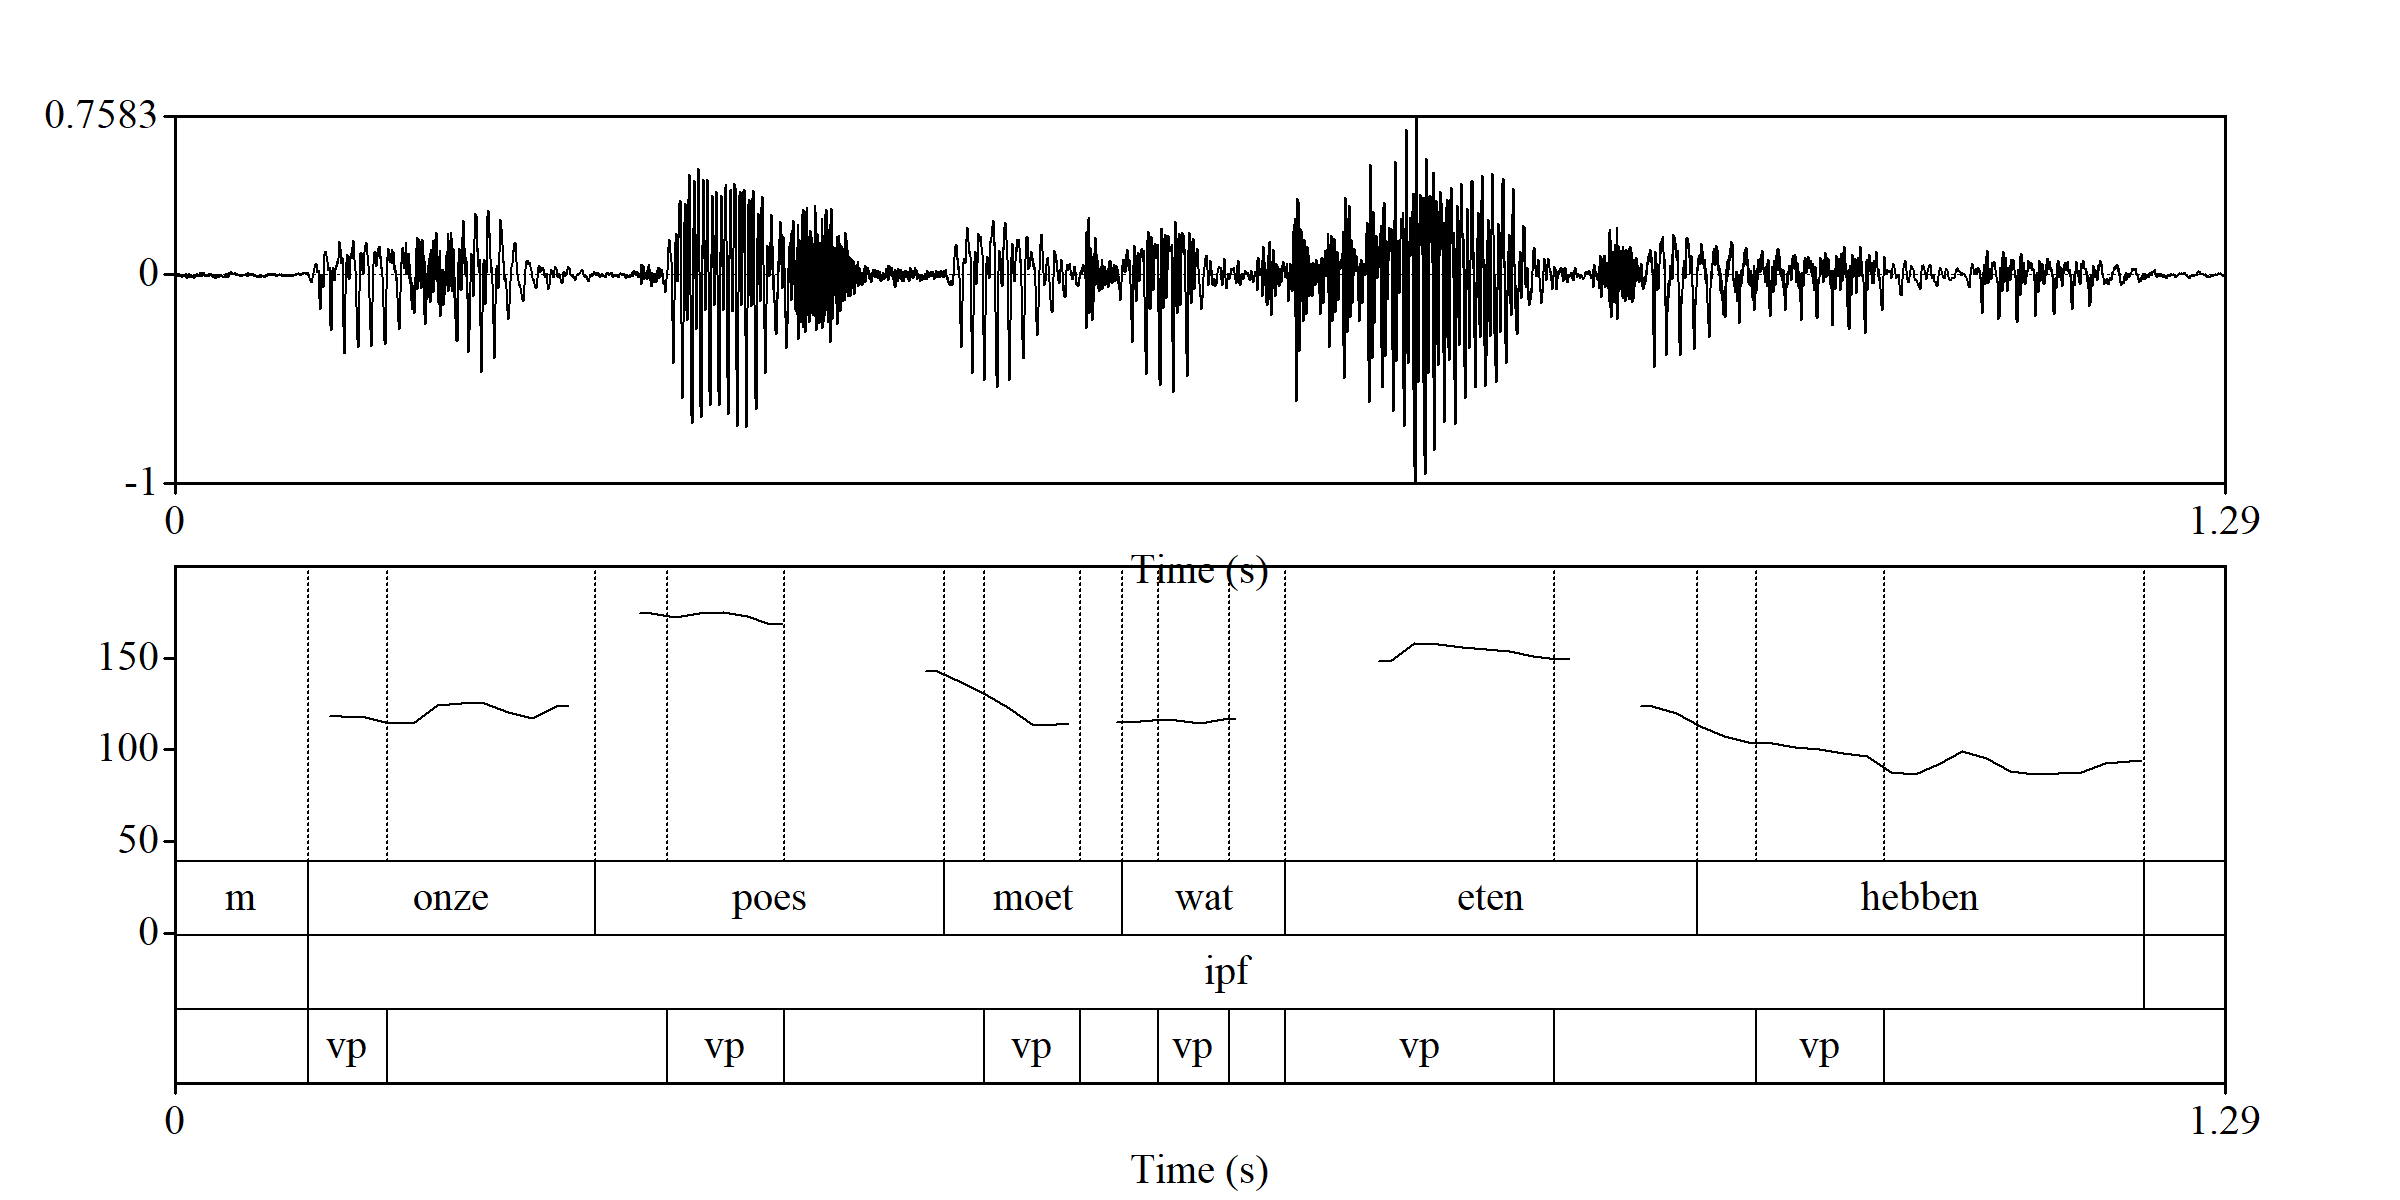 0.7583
0
-1
0 1.29
Time (s)
150
100
50
0
m onze poes moet wat eten hebben
ipf
vp vp vp vp vp vp
0 1.29
Time (s)